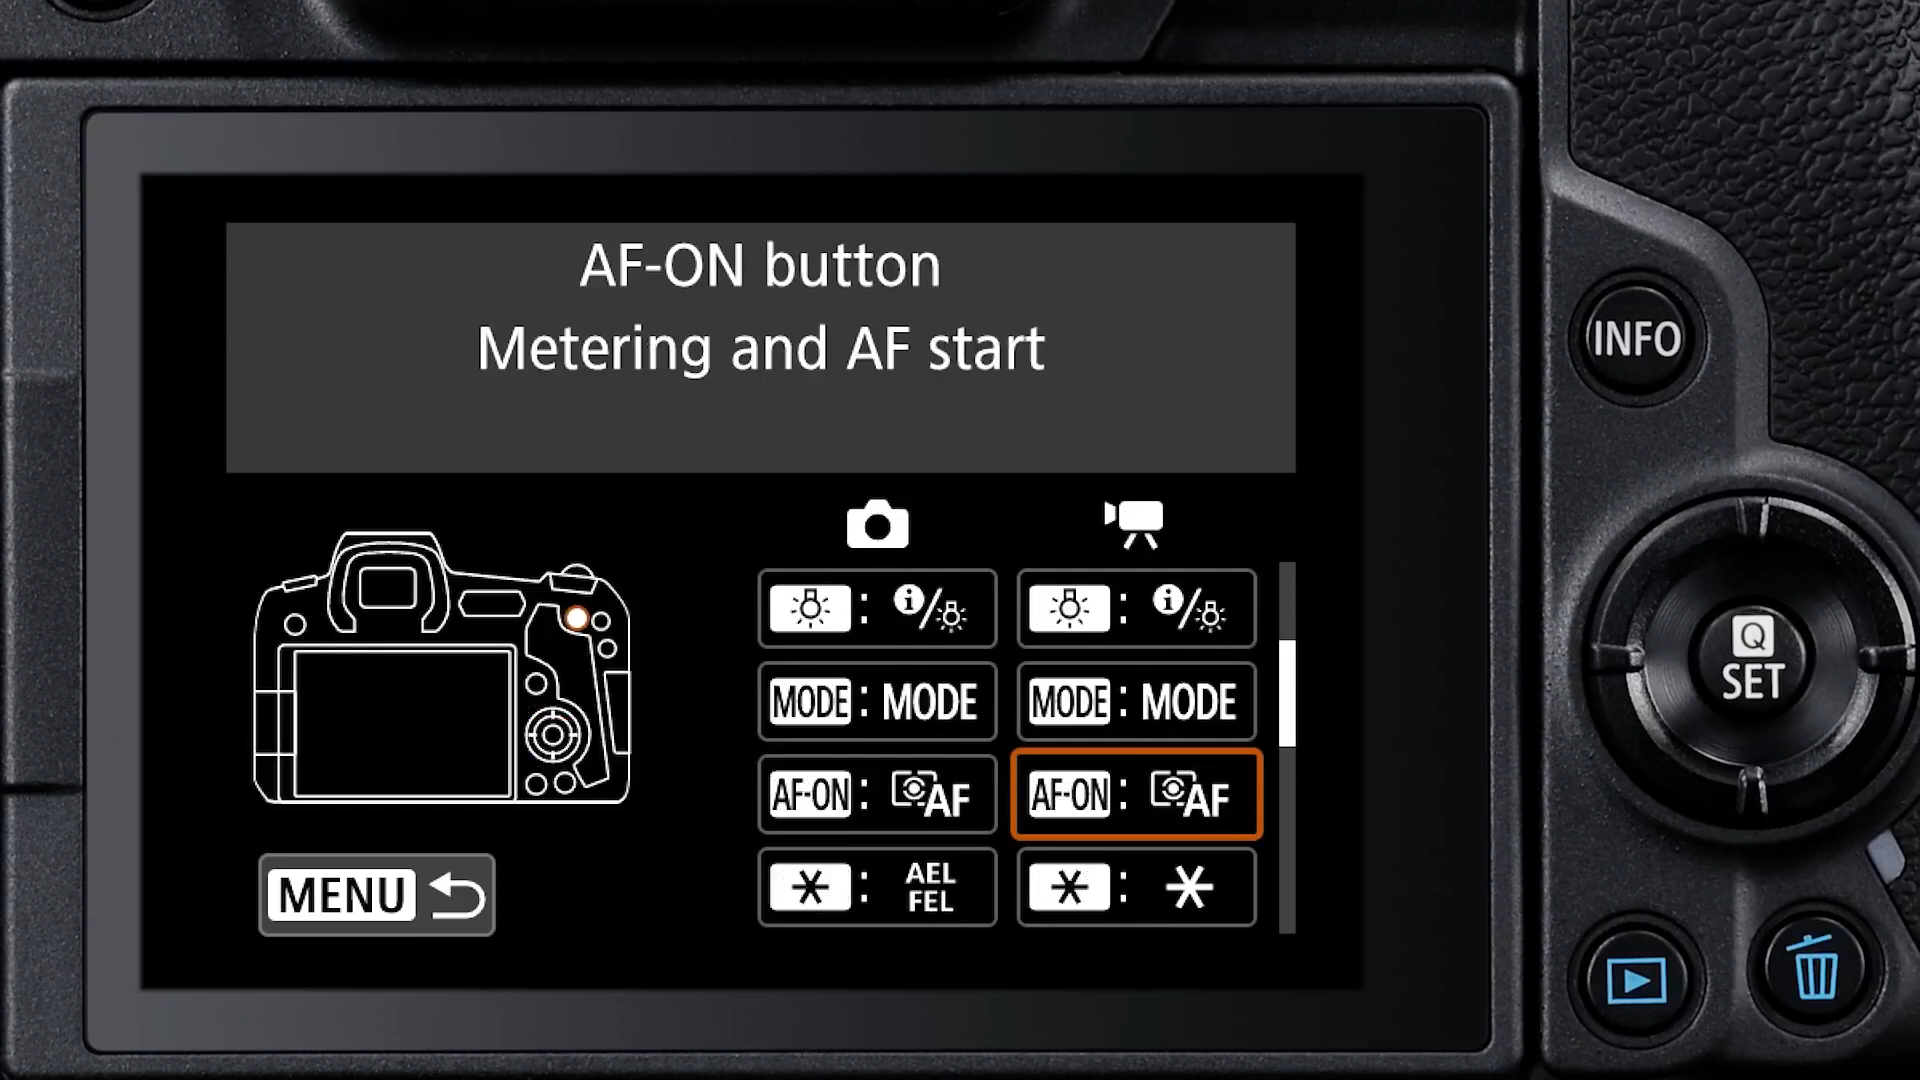 AF-ON button
Metering and AF start
INFO
i/ : i/
MODE : MODE MODE : MODE
AF-ON : AF AF-ON : AF
* : AEL FEL * : *
MENU
Q
SET